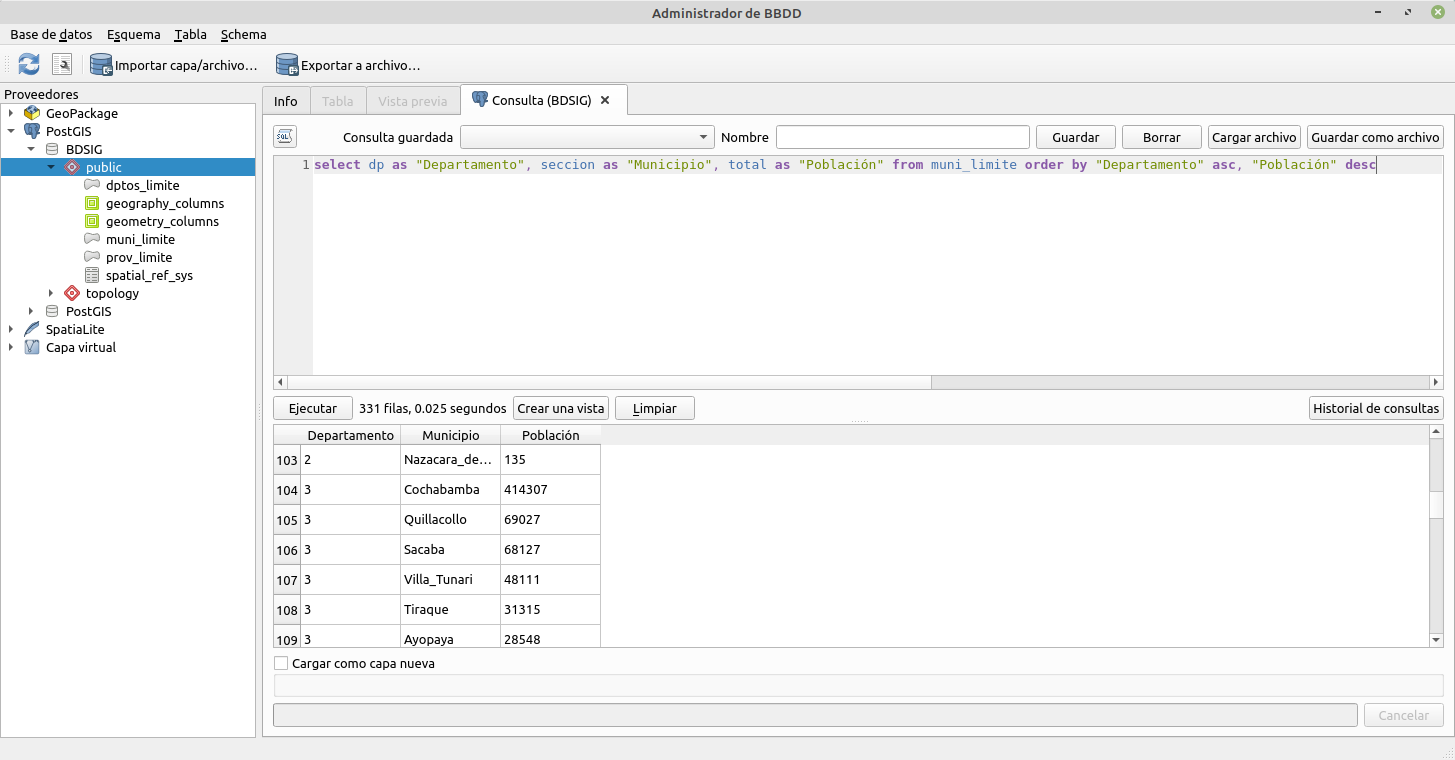 Administrador de BBDD
Base de datos Esquema Tabla Schema
Importar capa/archivo... Exportar a archivo...
Proveedores
GeoPackage
PostGIS
BDSIG
public
dptos_limite
geography_columns
geometry_columns
muni_limite
prov_limite
spatial_ref_sys
topology
PostGIS
SpatiaLite
Capa virtual
Info Tabla Vista previa Consulta (BDSIG)
SQL Consulta guardada Nombre Guardar Borrar Cargar archivo Guardar como archivo
1 select dp as "Departamento", seccion as "Municipio", total as "Población" from muni_limite order by "Departamento" asc, "Población" desc
Ejecutar 331 filas, 0.025 segundos Crear una vista Limpiar Historial de consultas
Departamento Municipio Población
103 2 Nazacara_de... 135
104 3 Cochabamba 414307
105 3 Quillacollo 69027
106 3 Sacaba 68127
107 3 Villa_Tunari 48111
108 3 Tiraque 31315
109 3 Ayopaya 28548
Cargar como capa nueva
Cancelar